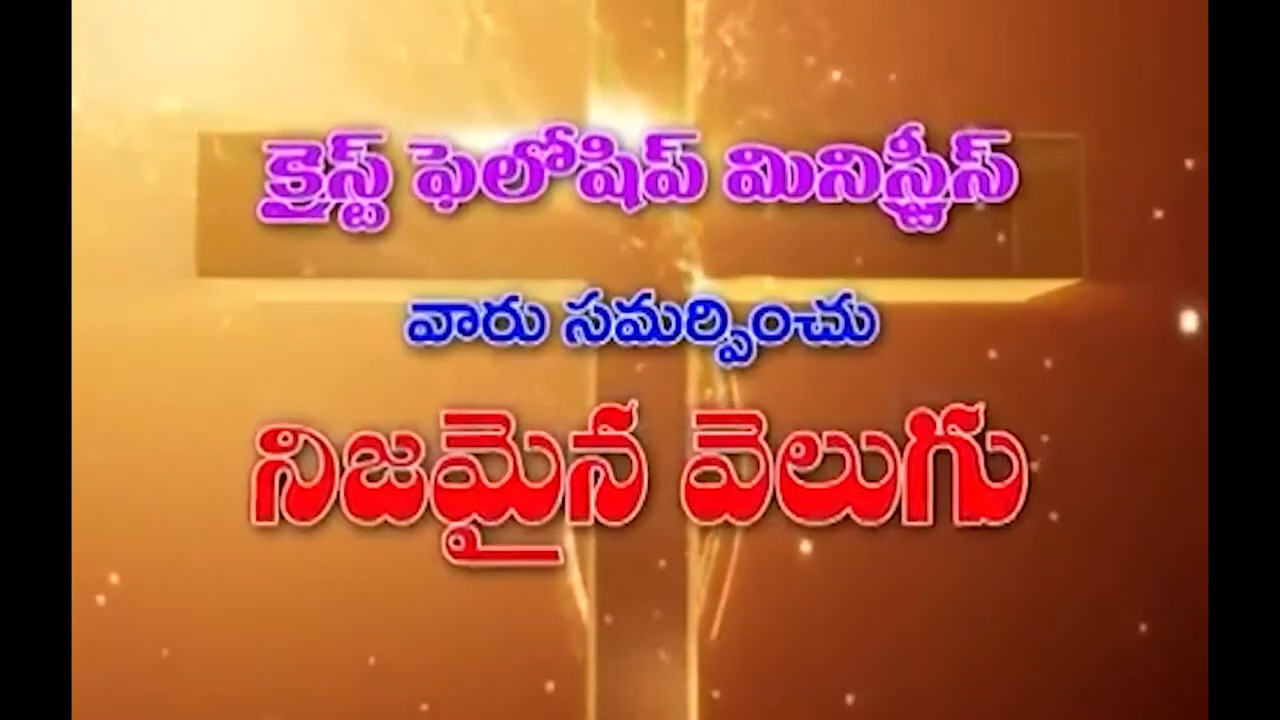 క్రైస్ట్ ఫెలోషిప్ మినిస్ట్రీస్
వారు సమర్పించు
నిజమైన వెలుగు